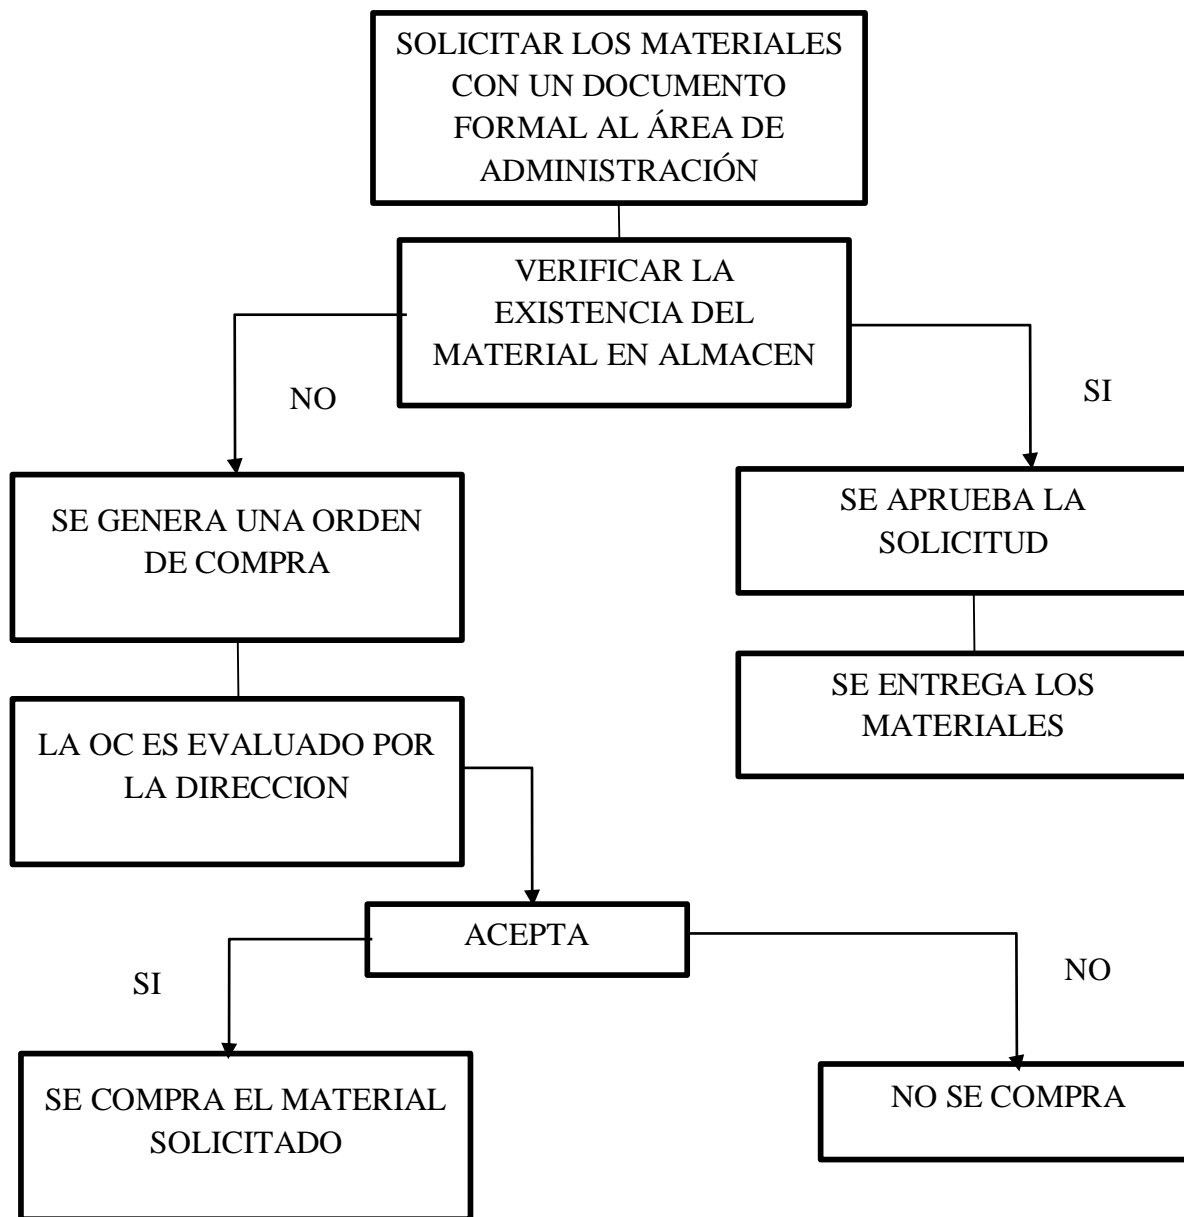 SOLICITAR LOS MATERIALES
CON UN DOCUMENTO
FORMAL AL ÁREA DE
ADMINISTRACIÓN
VERIFICAR LA
EXISTENCIA DEL
MATERIAL EN ALMACEN
NO
SI
SE GENERA UNA ORDEN
DE COMPRA
SE APRUEBA LA
SOLICITUD
SE ENTREGA LOS
MATERIALES
LA OC ES EVALUADO POR
LA DIRECCION
ACEPTA
SI
NO
SE COMPRA EL MATERIAL
SOLICITADO
NO SE COMPRA